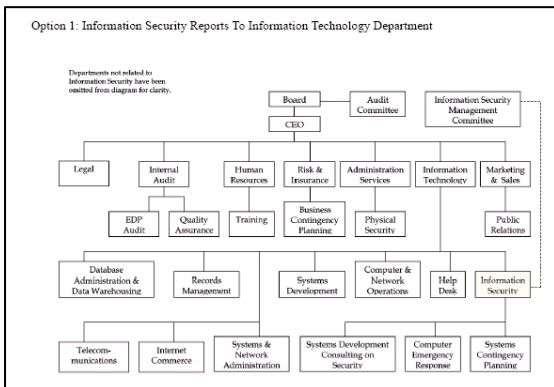 Option 1: Information Security Reports To Information Technology Department
Departments not related to
Information Security have been
omitted from diagram for clarity.
Board
Audit
Committee
Information Security
Management
Committee
CEO
Legal
Internal
Audit
Human
Resources
Risk &
Insurance
Administration
Services
Information
Technology
Marketing
& Sales
EDP
Audit
Quality
Assurance
Training
Business
Contingency
Planning
Physical
Security
Public
Relations
Database
Administration &
Data Warehousing
Records
Management
Systems
Development
Computer &
Network
Operations
Help
Desk
Information
Security
Telecom-
munications
Internet
Commerce
Systems &
Network
Administration
Systems Development
Consulting on
Security
Computer
Emergency
Response
Systems
Contingency
Planning